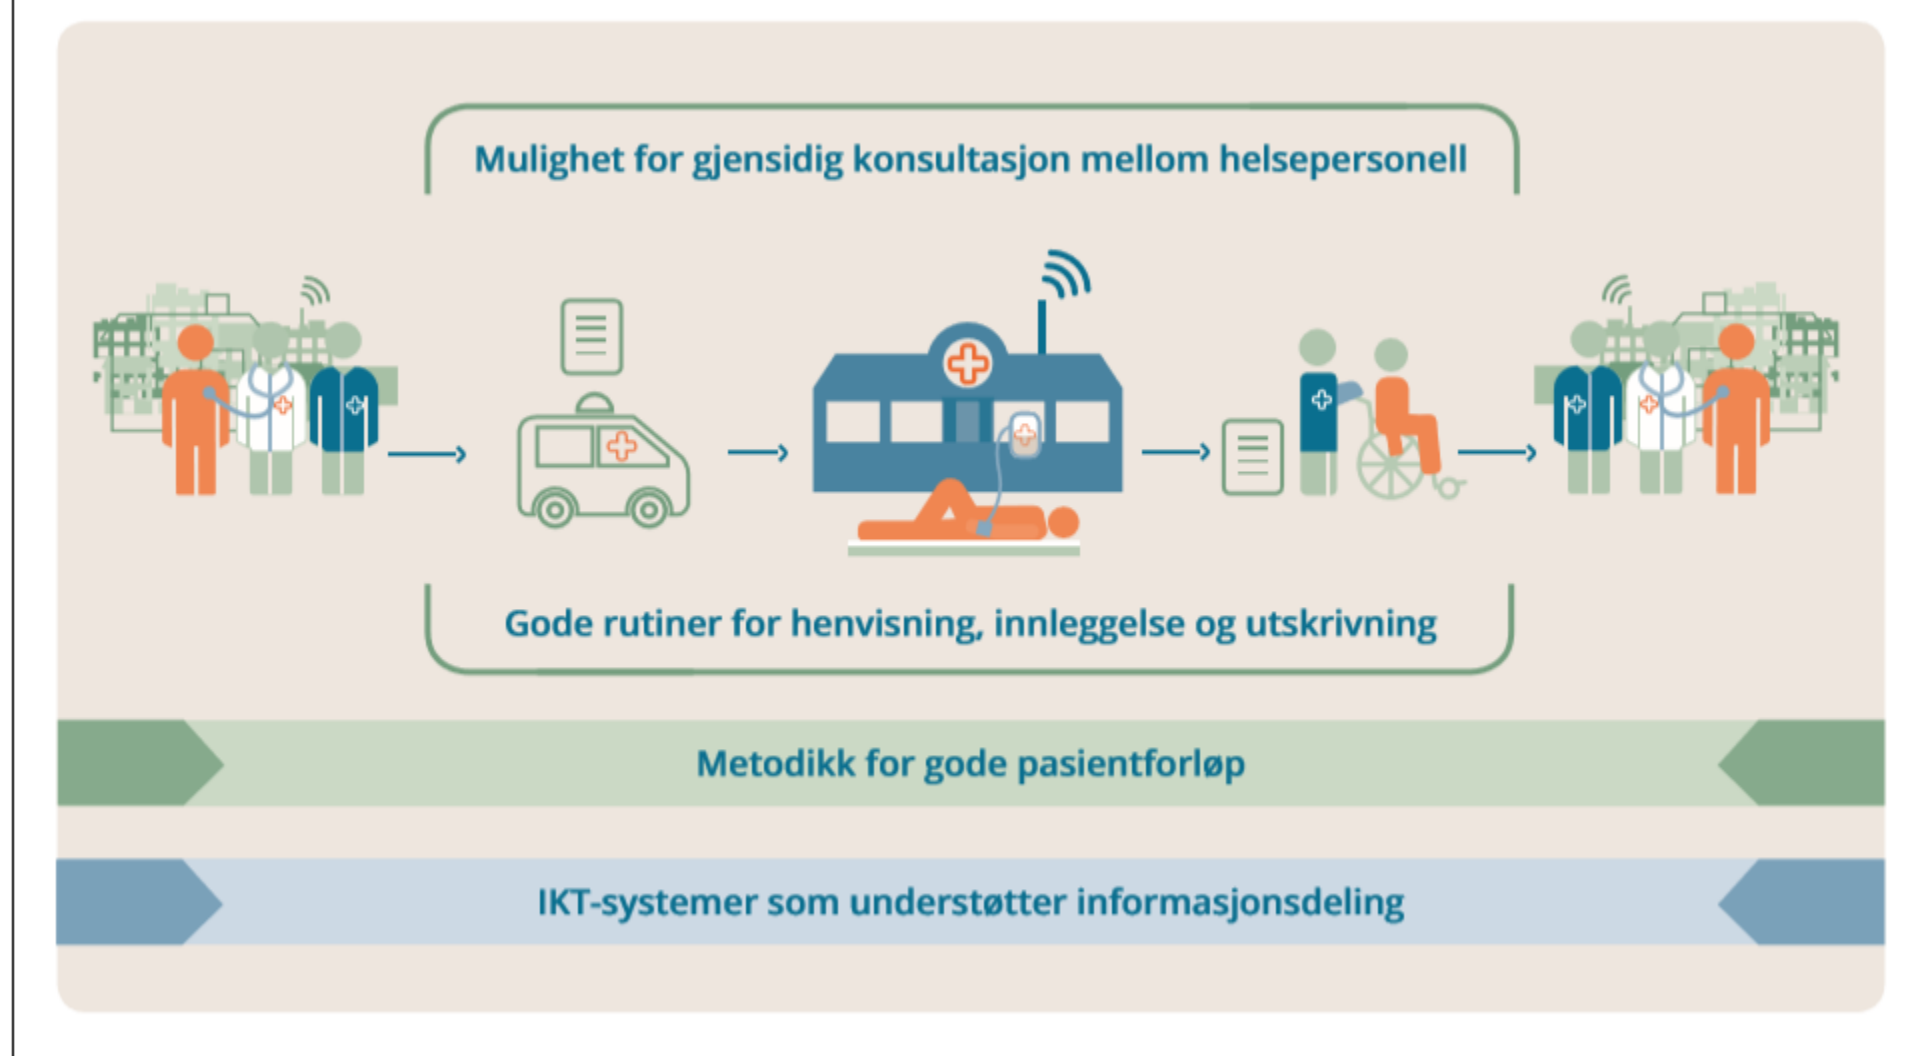 Mulighet for gjensidig konsultasjon mellom helsepersonell
Gode rutiner for henvisning, innleggelse og utskrivning
Metodikk for gode pasientforløp
IKT-systemer som understøtter informasjonsdeling